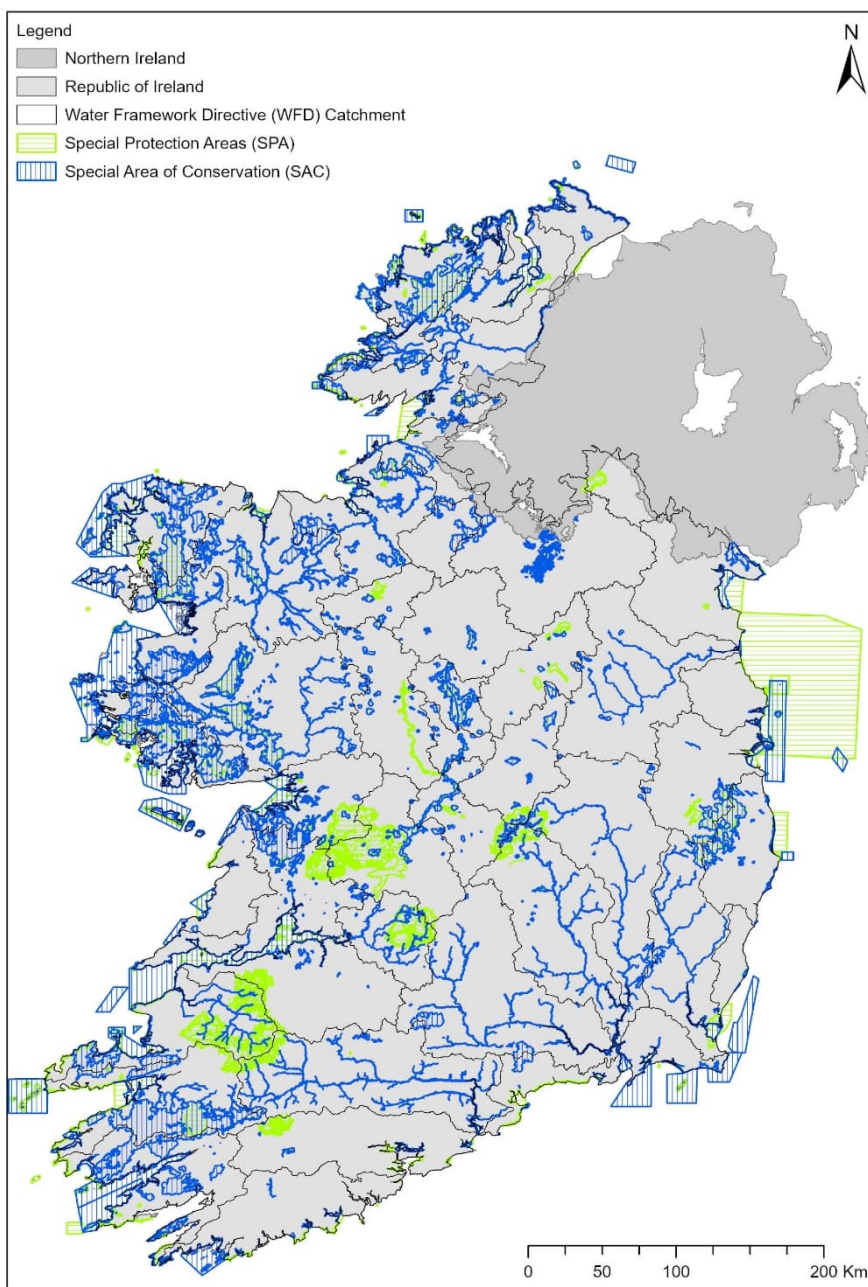 Legend
N
Northern Ireland
Republic of Ireland
Water Framework Directive (WFD) Catchment
Special Protection Areas (SPA)
Special Area of Conservation (SAC)
0 50 100 200 Km